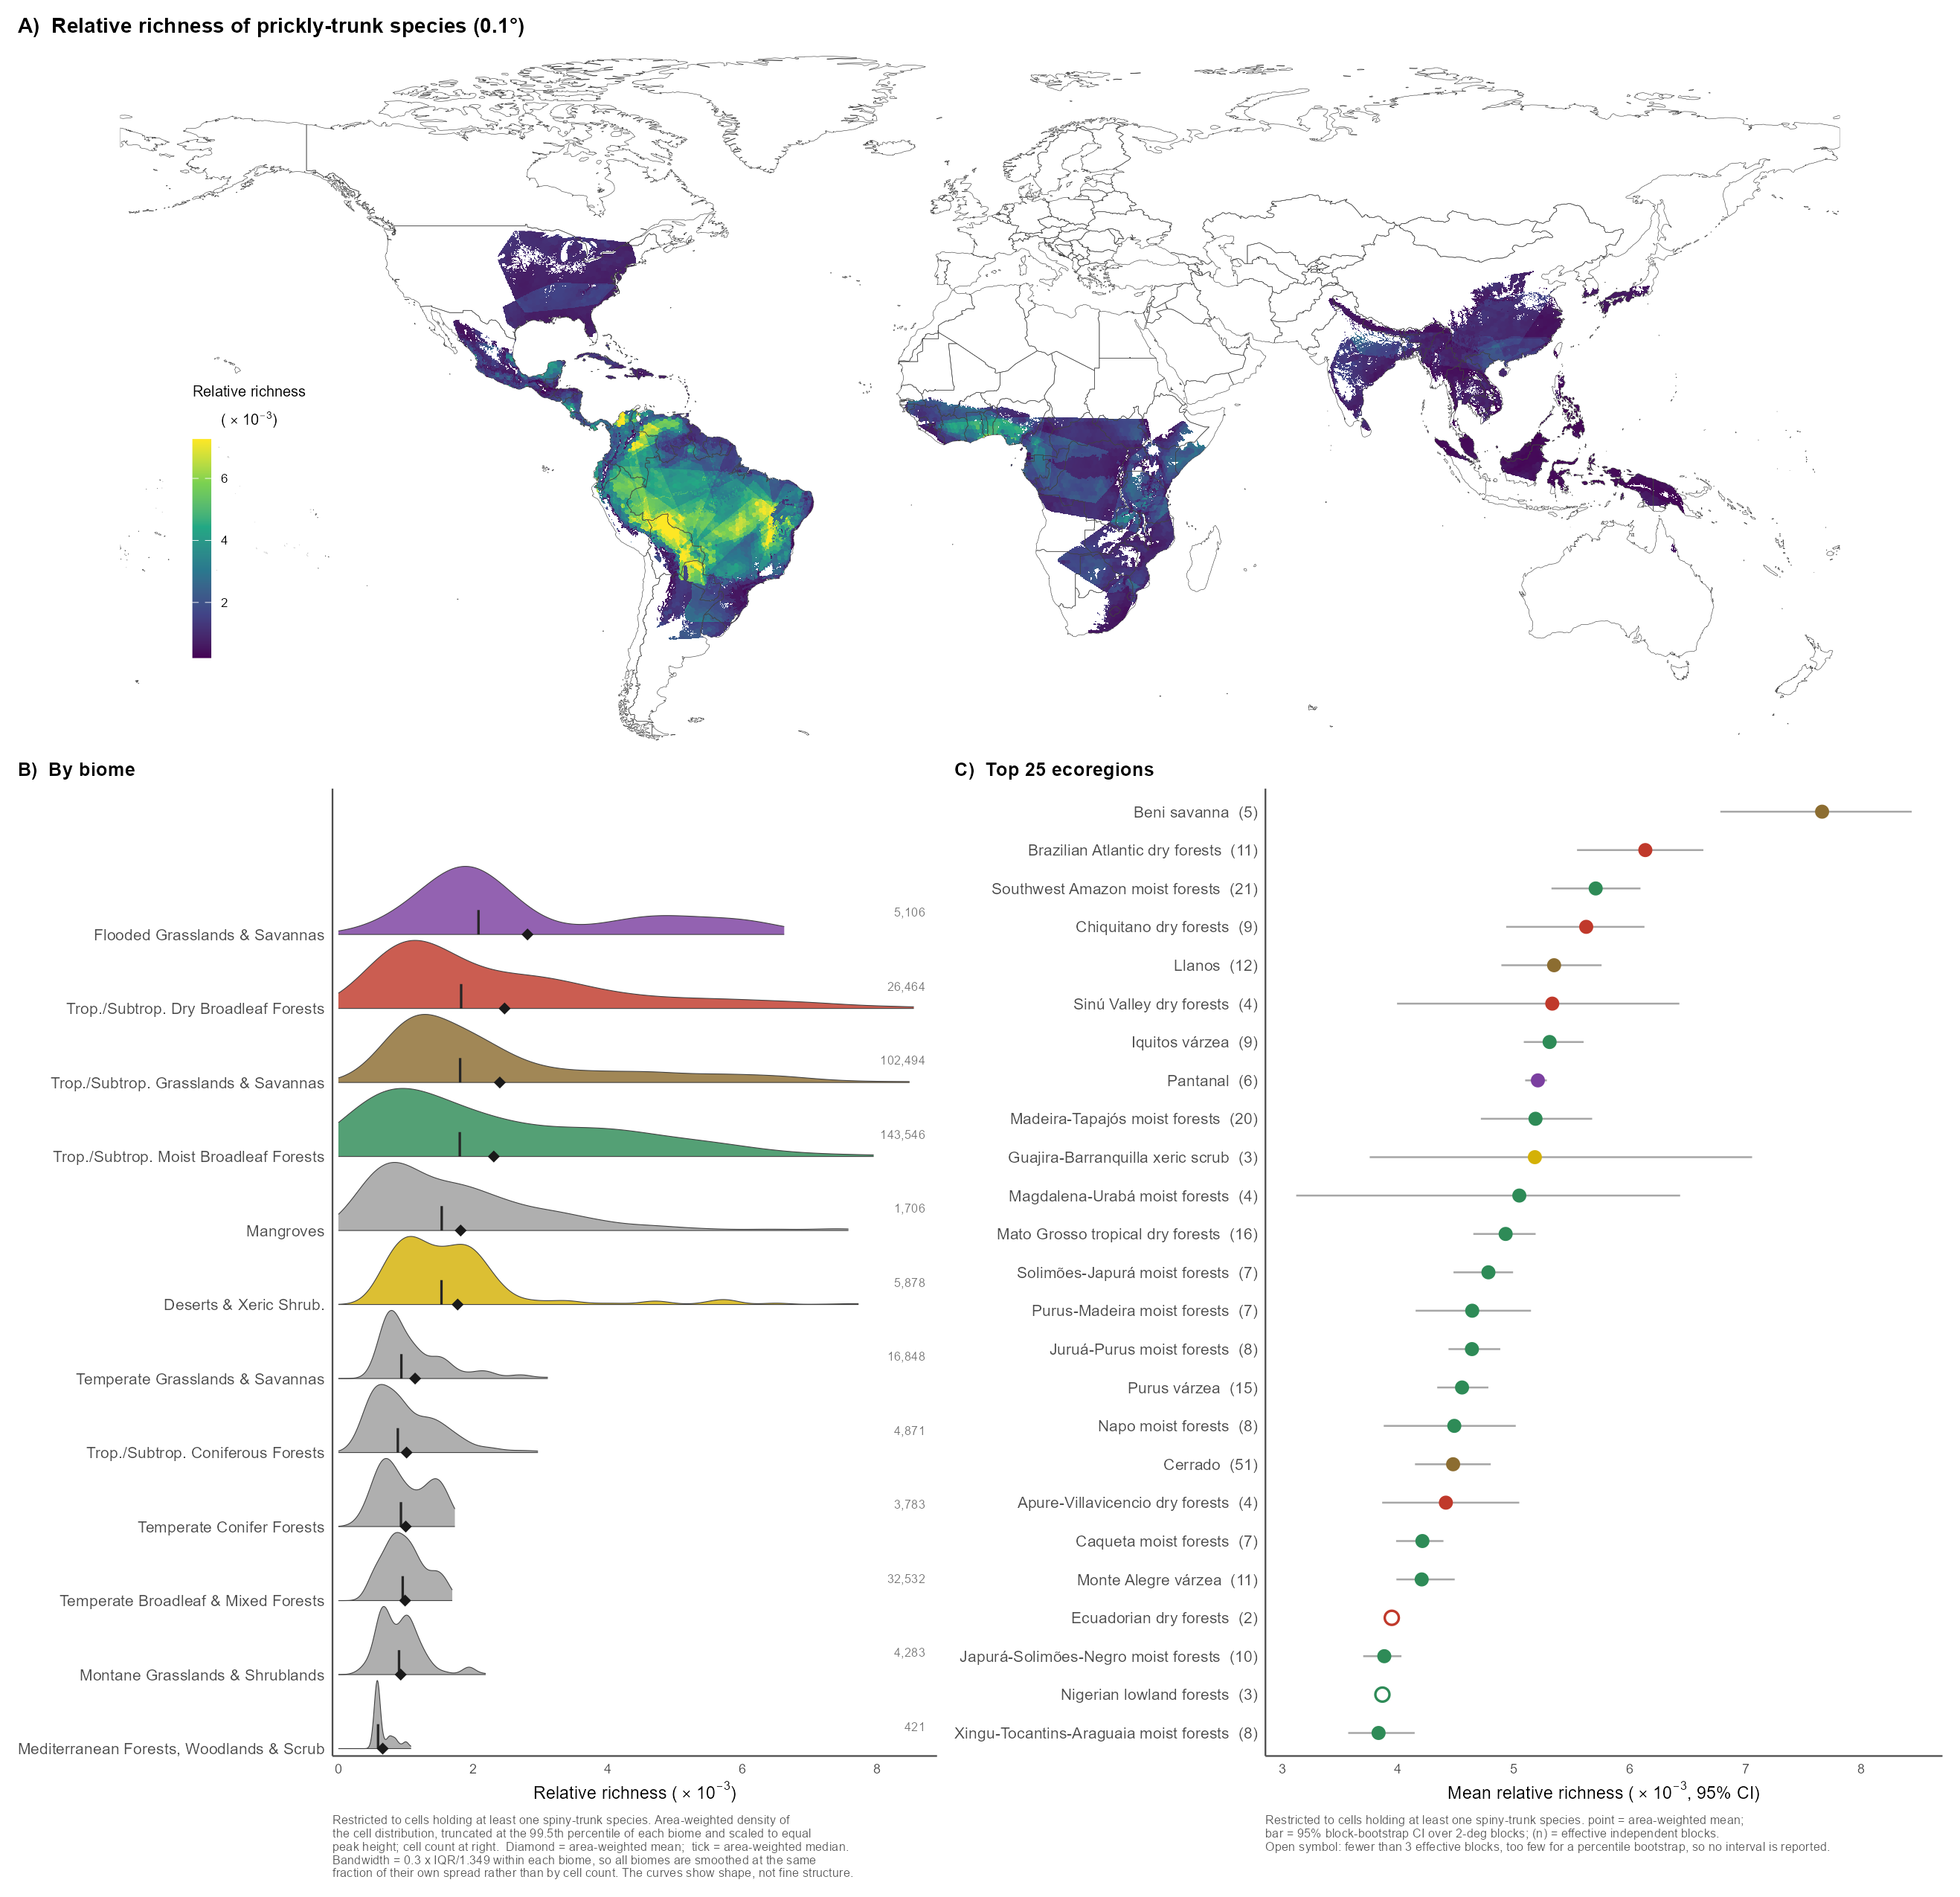 A)  Relative richness of prickly-trunk species (0.1°)
Relative richness
( × 10⁻³)
6
4
2
B)  By biome
Flooded Grasslands & Savannas
5,106
Trop./Subtrop. Dry Broadleaf Forests
26,464
Trop./Subtrop. Grasslands & Savannas
102,494
Trop./Subtrop. Moist Broadleaf Forests
143,546
Mangroves
1,706
Deserts & Xeric Shrub.
5,878
Temperate Grasslands & Savannas
16,848
Trop./Subtrop. Coniferous Forests
4,871
Temperate Conifer Forests
3,783
Temperate Broadleaf & Mixed Forests
32,532
Montane Grasslands & Shrublands
4,283
Mediterranean Forests, Woodlands & Scrub
421
0 2 4 6 8
Relative richness ( × 10⁻³)
Restricted to cells holding at least one spiny-trunk species. Area-weighted density of
the cell distribution, truncated at the 99.5th percentile of each biome and scaled to equal
peak height; cell count at right.  Diamond = area-weighted mean;  tick = area-weighted median.
Bandwidth = 0.3 x IQR/1.349 within each biome, so all biomes are smoothed at the same
fraction of their own spread rather than by cell count. The curves show shape, not fine structure.
C)  Top 25 ecoregions
Beni savanna  (5)
Brazilian Atlantic dry forests  (11)
Southwest Amazon moist forests  (21)
Chiquitano dry forests  (9)
Llanos  (12)
Sinú Valley dry forests  (4)
Iquitos várzea  (9)
Pantanal  (6)
Madeira-Tapajós moist forests  (20)
Guajira-Barranquilla xeric scrub  (3)
Magdalena-Urabá moist forests  (4)
Mato Grosso tropical dry forests  (16)
Solimões-Japurá moist forests  (7)
Purus-Madeira moist forests  (7)
Juruá-Purus moist forests  (8)
Purus várzea  (15)
Napo moist forests  (8)
Cerrado  (51)
Apure-Villavicencio dry forests  (4)
Caqueta moist forests  (7)
Monte Alegre várzea  (11)
Ecuadorian dry forests  (2)
Japurá-Solimões-Negro moist forests  (10)
Nigerian lowland forests  (3)
Xingu-Tocantins-Araguaia moist forests  (8)
3 4 5 6 7 8
Mean relative richness ( × 10⁻³, 95% CI)
Restricted to cells holding at least one spiny-trunk species. point = area-weighted mean;
bar = 95% block-bootstrap CI over 2-deg blocks; (n) = effective independent blocks.
Open symbol: fewer than 3 effective blocks, too few for a percentile bootstrap, so no interval is reported.